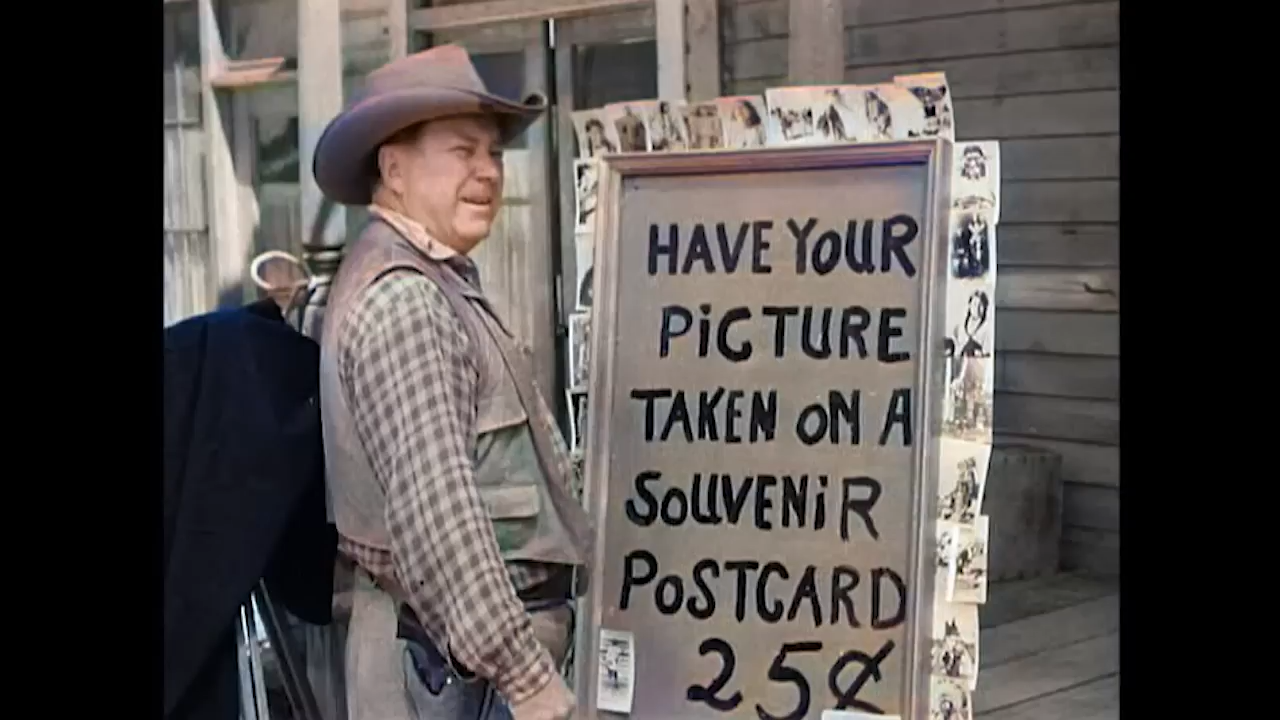 HAVE YOUR
PiCTURE
TAKEN ON A
SOUVENiR
POSTCARD
25¢